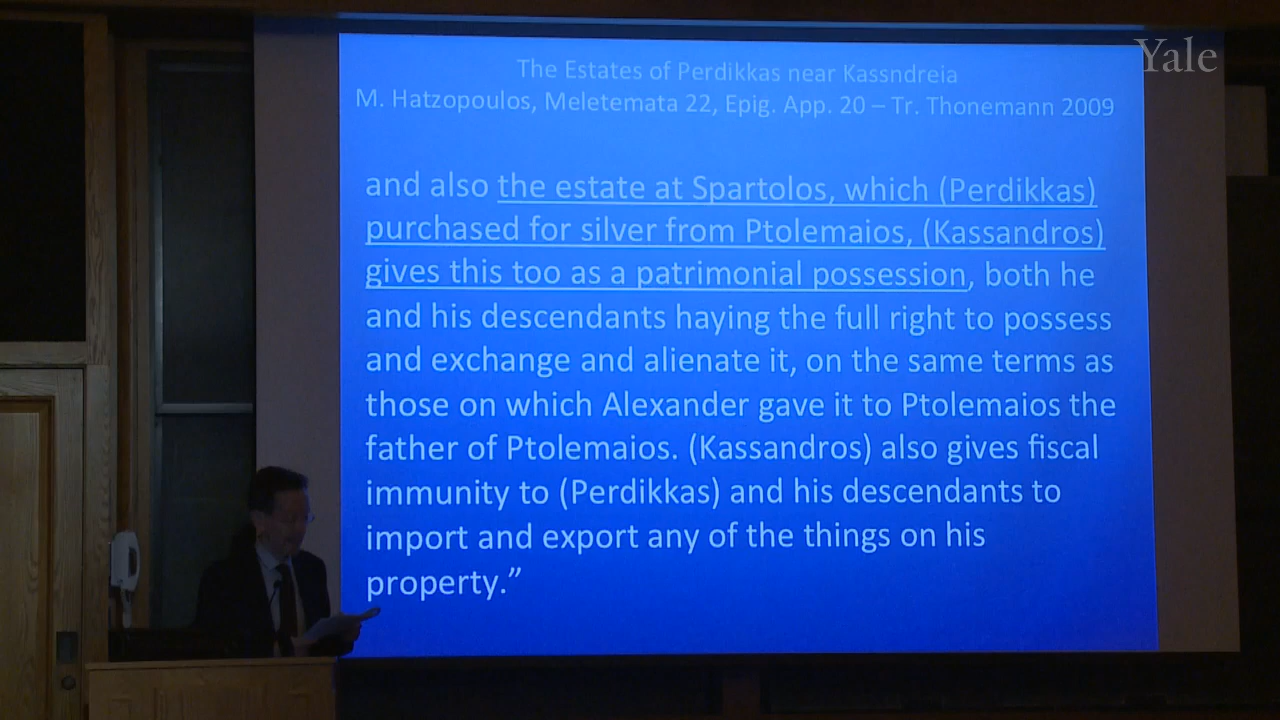 Yale
The Estates of Perdikkas near Kassndreia
M. Hatzopoulos, Meletemata 22, Epig. App. 20 – Tr. Thonemann 2009
and also the estate at Spartolos, which (Perdikkas)
purchased for silver from Ptolemaios, (Kassandros)
gives this too as a patrimonial possession, both he
and his descendants haying the full right to possess
and exchange and alienate it, on the same terms as
those on which Alexander gave it to Ptolemaios the
father of Ptolemaios. (Kassandros) also gives fiscal
immunity to (Perdikkas) and his descendants to
import and export any of the things on his
property.”